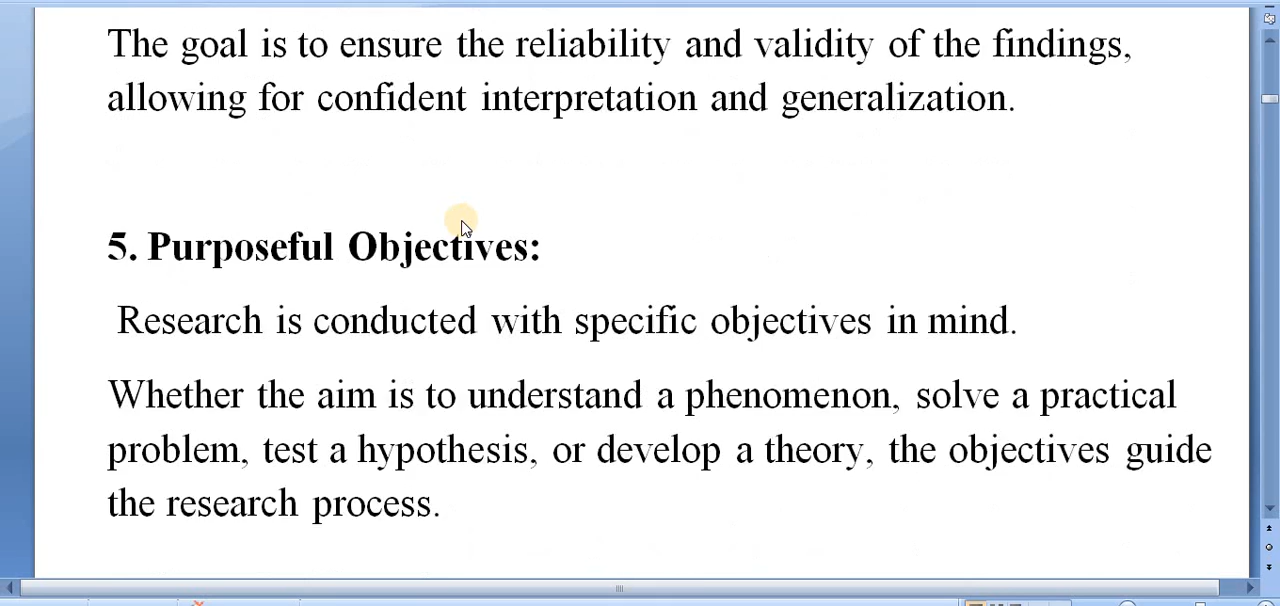 The goal is to ensure the reliability and validity of the findings,
allowing for confident interpretation and generalization.
5. Purposeful Objectives:
Research is conducted with specific objectives in mind.
Whether the aim is to understand a phenomenon, solve a practical
problem, test a hypothesis, or develop a theory, the objectives guide
the research process.